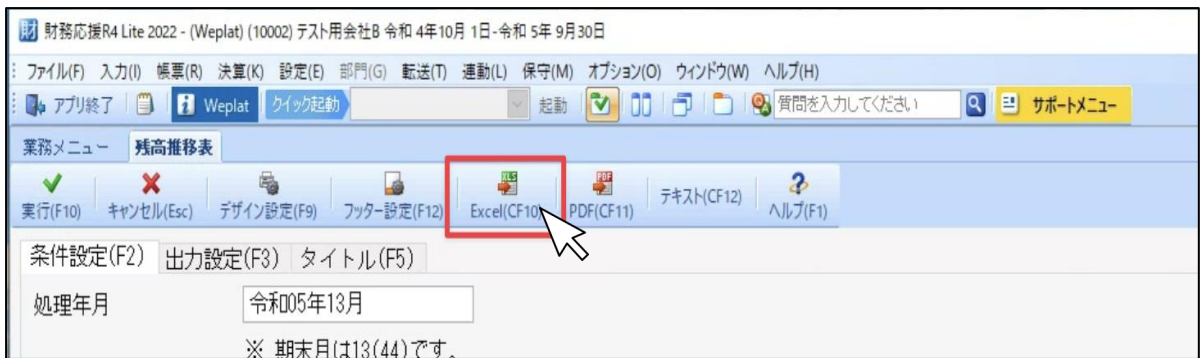 財 財務応援R4 Lite 2022 - (Weplat) (10002) テスト用会社B 令和 4年10月 1日-令和 5年 9月30日
ファイル(F) 入力(I) 帳票(R) 決算(K) 設定(E) 部門(G) 転送(T) 連動(L) 保守(M) オプション(O) ウィンドウ(W) ヘルプ(H)
アプリ終了 i Weplat クイック起動 起動 質問を入力してください サポートメニュー
業務メニュー 残高推移表
XLS PDF
実行(F10) キャンセル(Esc) デザイン設定(F9) フッター設定(F12) Excel(CF10) PDF(CF11) テキスト(CF12) ヘルプ(F1)
条件設定(F2) 出力設定(F3) タイトル(F5)
処理年月 令和05年13月
※ 期末月は13(44)です。